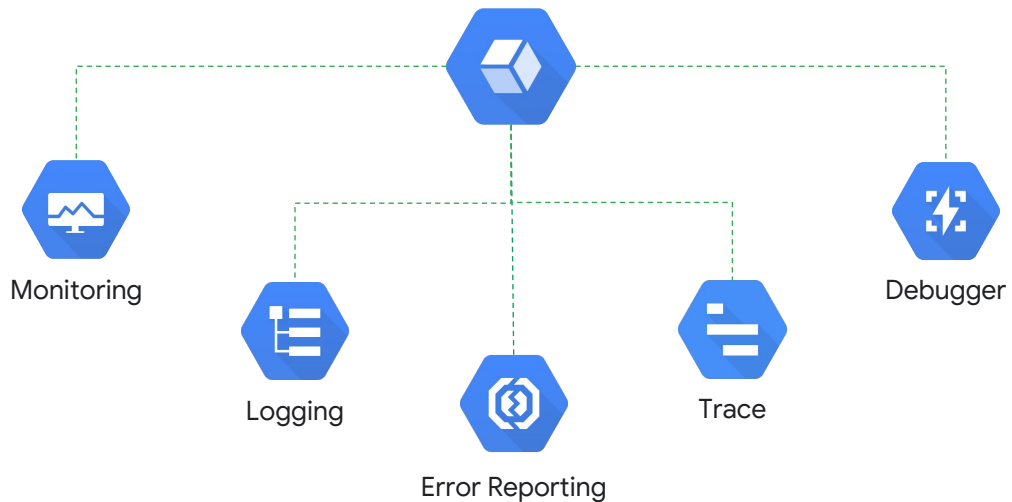 Monitoring
Debugger
Logging
Trace
Error Reporting